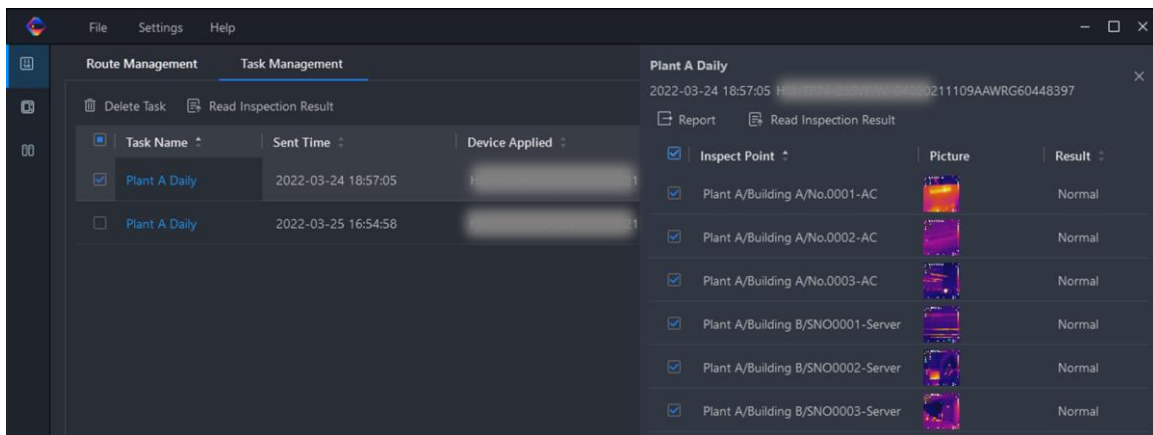 File Settings Help
Route Management Task Management
Delete Task Read Inspection Result
Task Name Sent Time Device Applied
Plant A Daily 2022-03-24 18:57:05
Plant A Daily 2022-03-25 16:54:58
Plant A Daily
2022-03-24 18:57:05
Report Read Inspection Result
Inspect Point Picture Result
Plant A/Building A/No.0001-AC Normal
Plant A/Building A/No.0002-AC Normal
Plant A/Building A/No.0003-AC Normal
Plant A/Building B/SNO0001-Server Normal
Plant A/Building B/SNO0002-Server Normal
Plant A/Building B/SNO0003-Server Normal